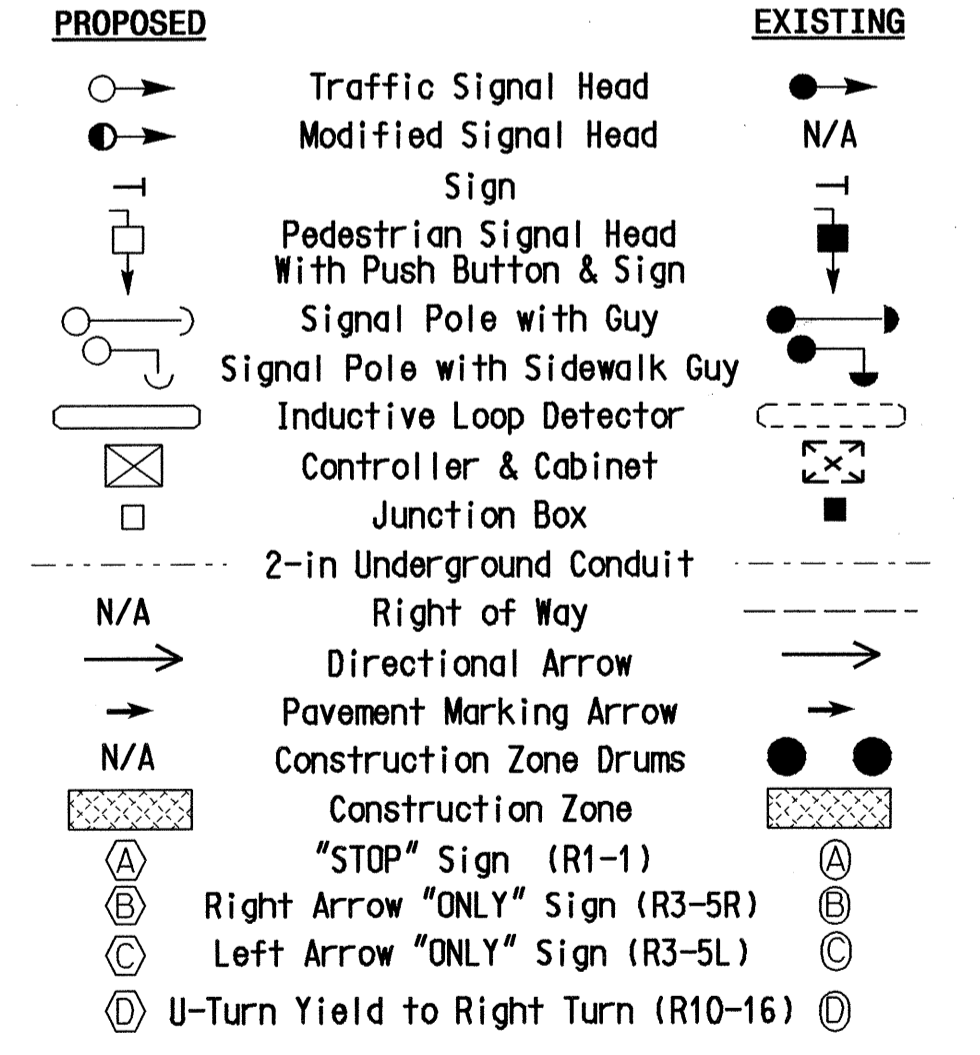 PROPOSED EXISTING
Traffic Signal Head
Modified Signal Head N/A
Sign
Pedestrian Signal Head
With Push Button & Sign
Signal Pole with Guy
Signal Pole with Sidewalk Guy
Inductive Loop Detector
Controller & Cabinet
Junction Box
2-in Underground Conduit
N/A Right of Way
Directional Arrow
Pavement Marking Arrow
N/A Construction Zone Drums
Construction Zone
A "STOP" Sign (R1-1) A
B Right Arrow "ONLY" Sign (R3-5R) B
C Left Arrow "ONLY" Sign (R3-5L) C
D U-Turn Yield to Right Turn (R10-16) D